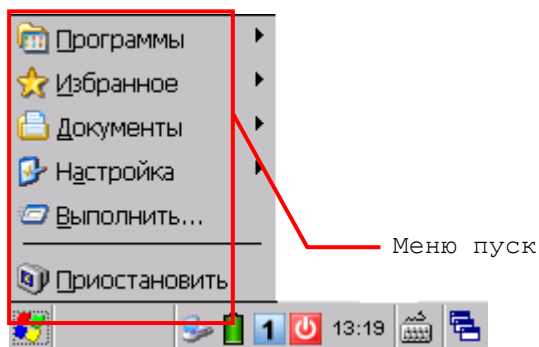 Программы
Избранное
Документы
Настройка
Выполнить...
Меню пуск
Приостановить
1 13:19